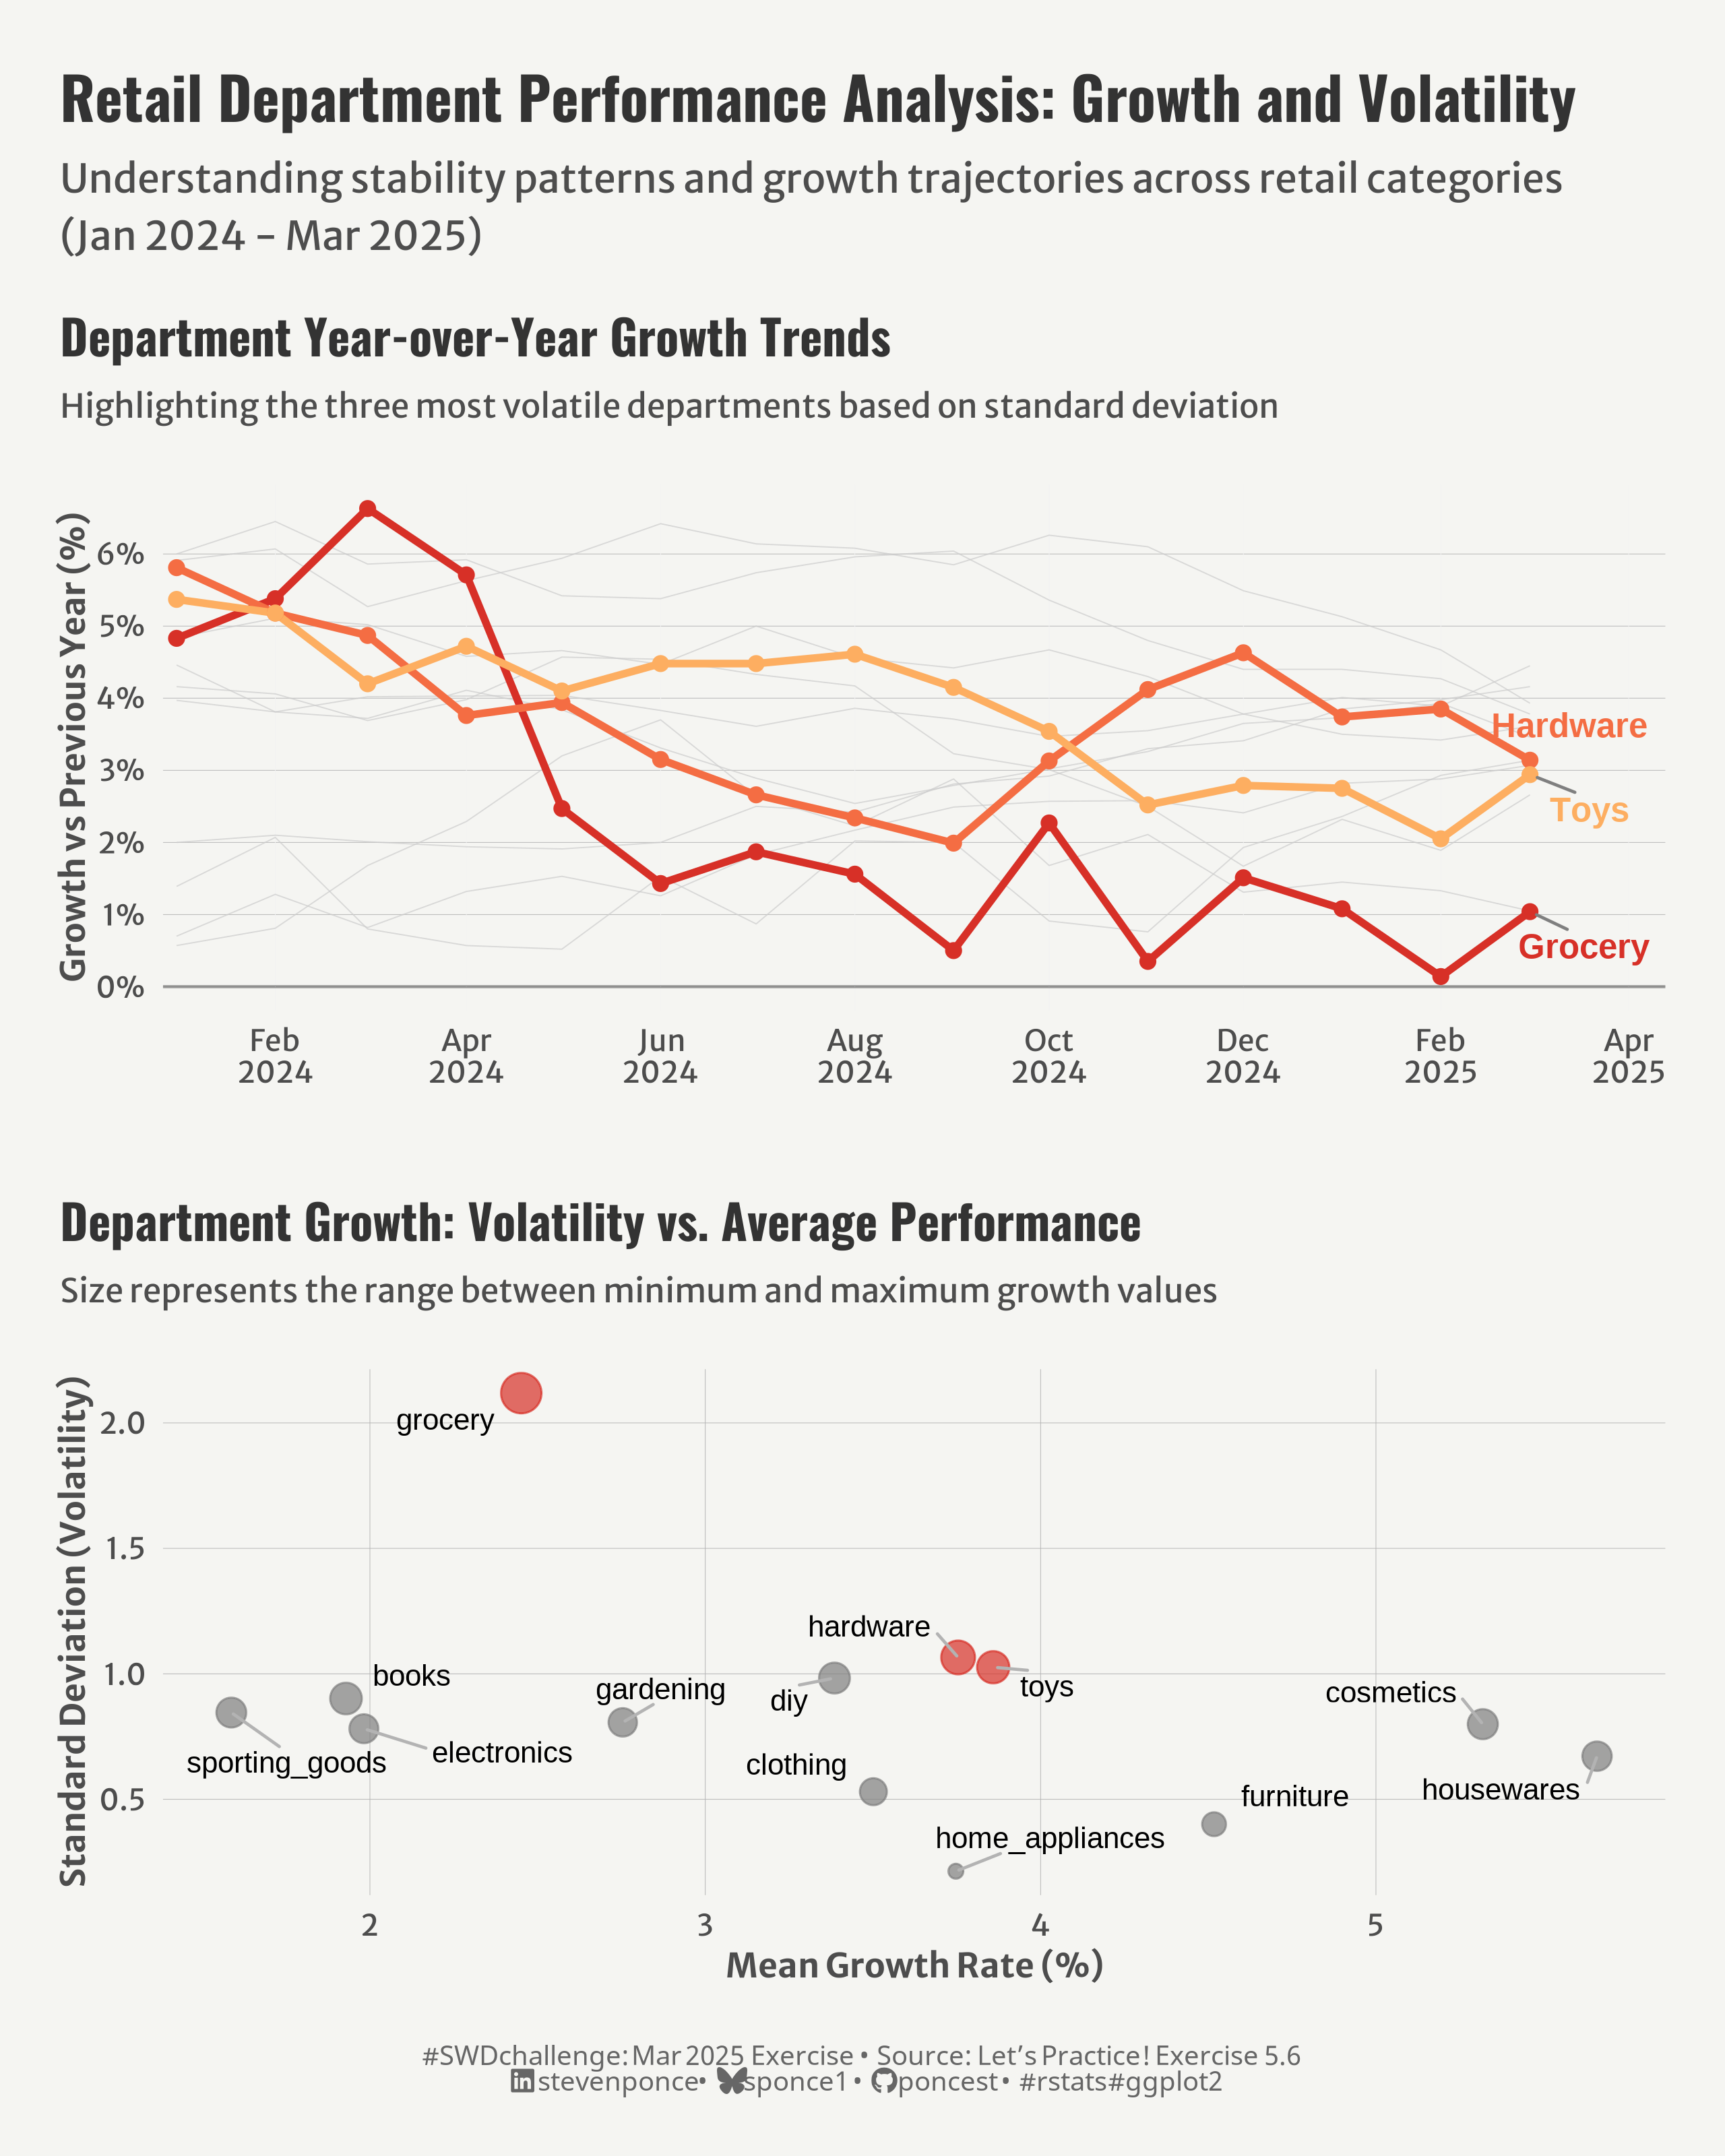 Retail Department Performance Analysis: Growth and Volatility
Understanding stability patterns and growth trajectories across retail categories
(Jan 2024 - Mar 2025)
Department Year-over-Year Growth Trends
Highlighting the three most volatile departments based on standard deviation
Growth vs Previous Year (%)
6%
5%
4%
3%
2%
1%
0%
Hardware
Toys
Grocery
Feb 2024
Apr 2024
Jun 2024
Aug 2024
Oct 2024
Dec 2024
Feb 2025
Apr 2025
Department Growth: Volatility vs. Average Performance
Size represents the range between minimum and maximum growth values
Standard Deviation (Volatility)
2.0
1.5
1.0
0.5
grocery
hardware
toys
books
gardening
diy
cosmetics
sporting_goods
electronics
clothing
furniture
housewares
home_appliances
2
3
4
5
Mean Growth Rate (%)
#SWDchallenge: Mar 2025 Exercise • Source: Let's Practice! Exercise 5.6
in stevenponce • sponce1 • poncest • #rstats #ggplot2